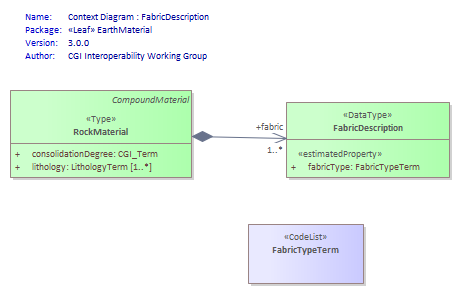 Name: Context Diagram : FabricDescription
Package: «Leaf» EarthMaterial
Version: 3.0.0
Author: CGI Interoperability Working Group
CompoundMaterial
«Type»
RockMaterial
+ consolidationDegree: CGI_Term
+ lithology: LithologyTerm [1..*]
+fabric
1..*
«DataType»
FabricDescription
«estimatedProperty»
+ fabricType: FabricTypeTerm
«CodeList»
FabricTypeTerm